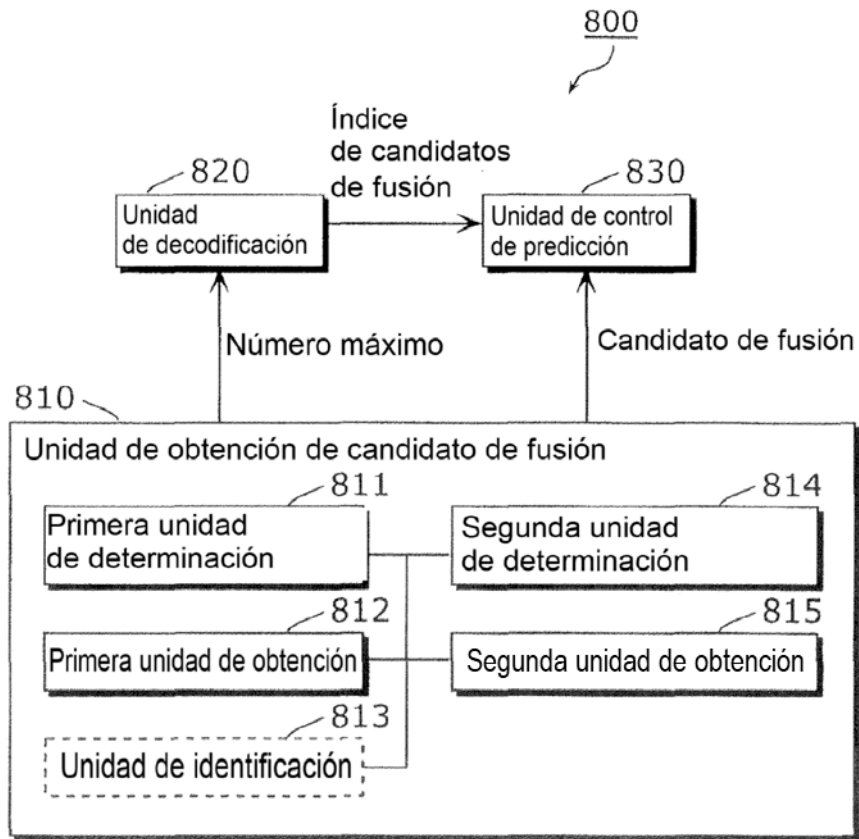 800
Índice
de candidatos
de fusión
820
830
Unidad
de decodificación
Unidad de control
de predicción
Número máximo
Candidato de fusión
810
Unidad de obtención de candidato de fusión
811
814
Primera unidad
de determinación
Segunda unidad
de determinación
812
815
Primera unidad de obtención
Segunda unidad de obtención
813
Unidad de identificación